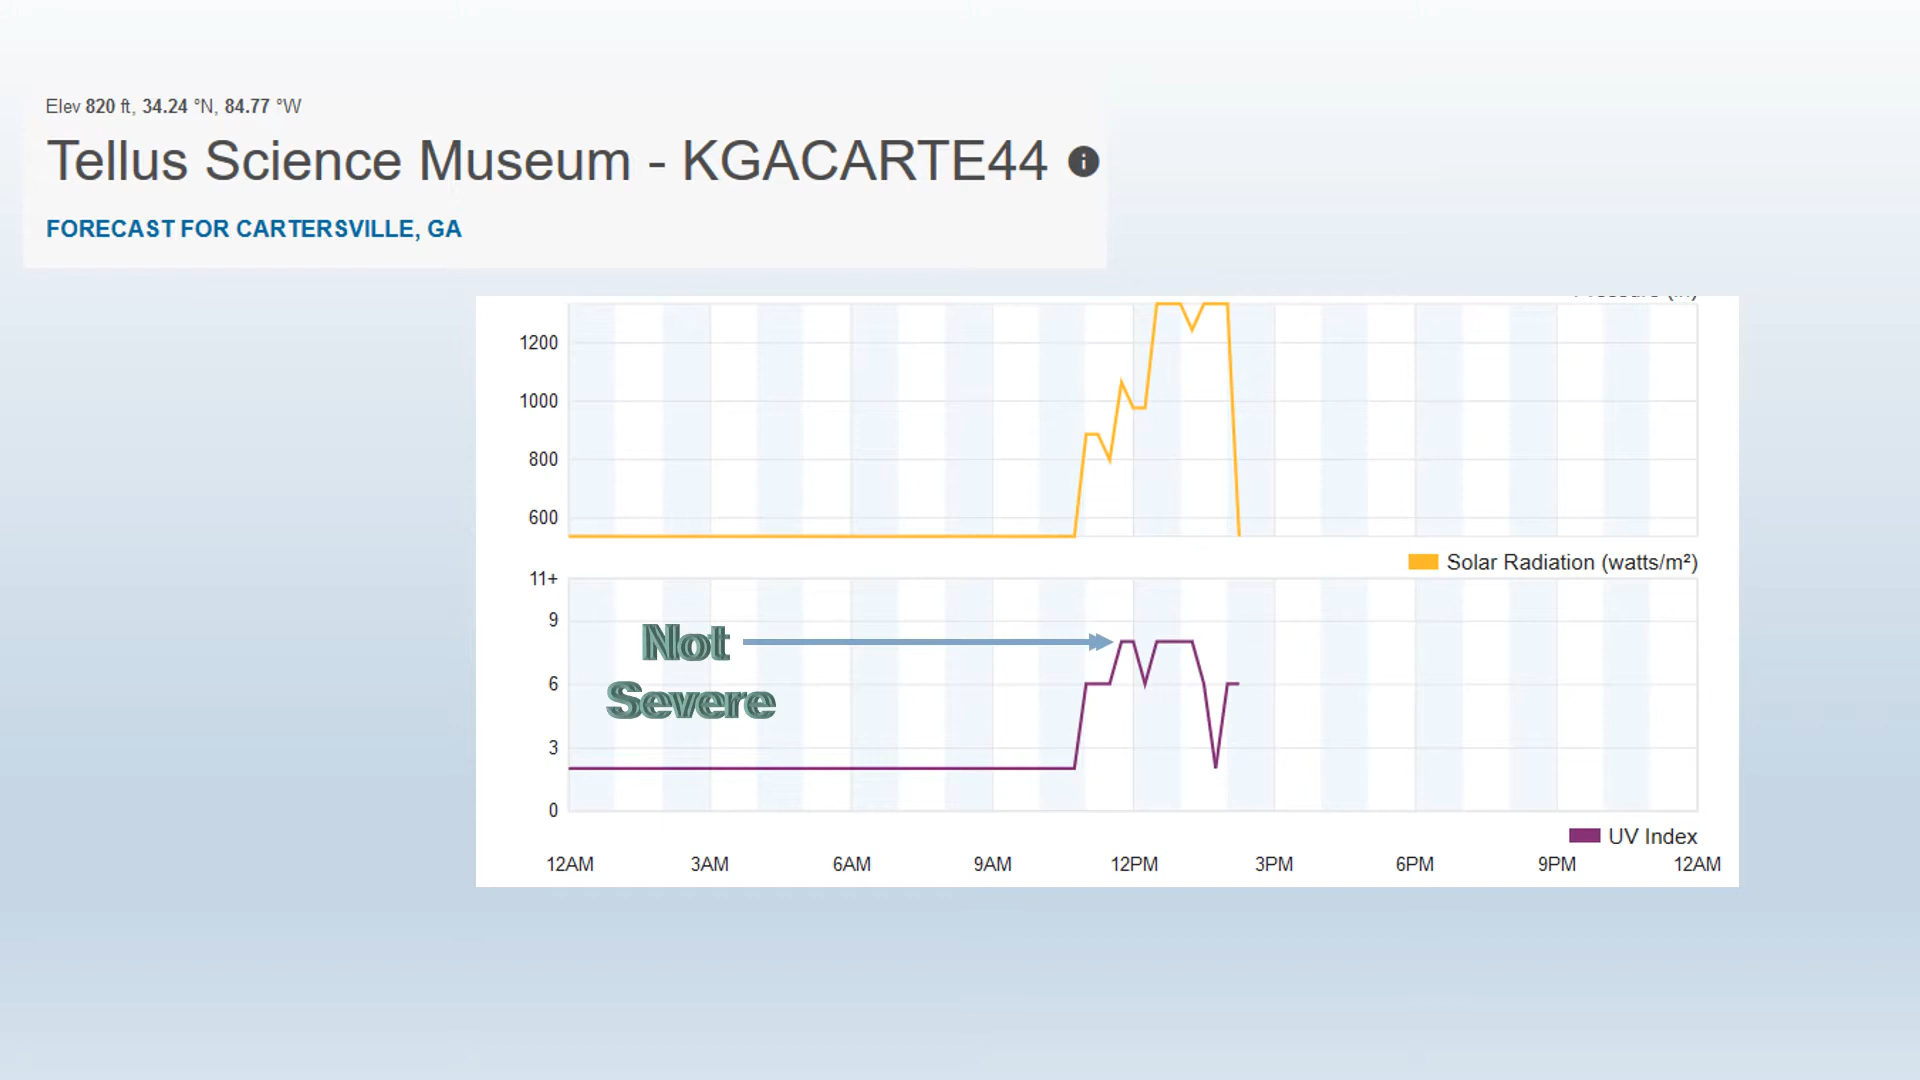 Elev 820 ft, 34.24 °N, 84.77 °W
Tellus Science Museum - KGACARTE44 i
FORECAST FOR CARTERSVILLE, GA
1200
1000
800
600
Solar Radiation (watts/m²)
11+
9
6
3
0
Not
Severe
UV Index
12AM 3AM 6AM 9AM 12PM 3PM 6PM 9PM 12AM